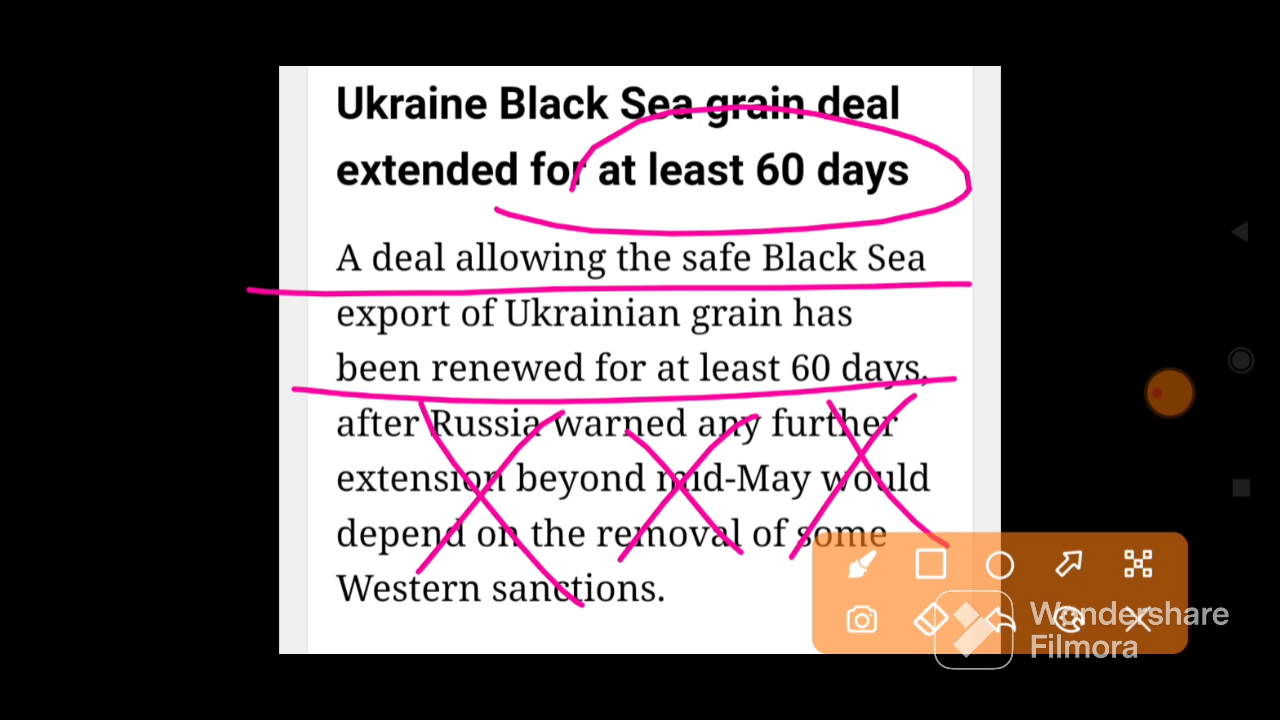 Ukraine Black Sea grain deal
extended for at least 60 days
A deal allowing the safe Black Sea
export of Ukrainian grain has
been renewed for at least 60 days,
after Russia warned any further
extension beyond mid-May would
depend on the removal of some
Western sanctions.
Wondershare
Filmora